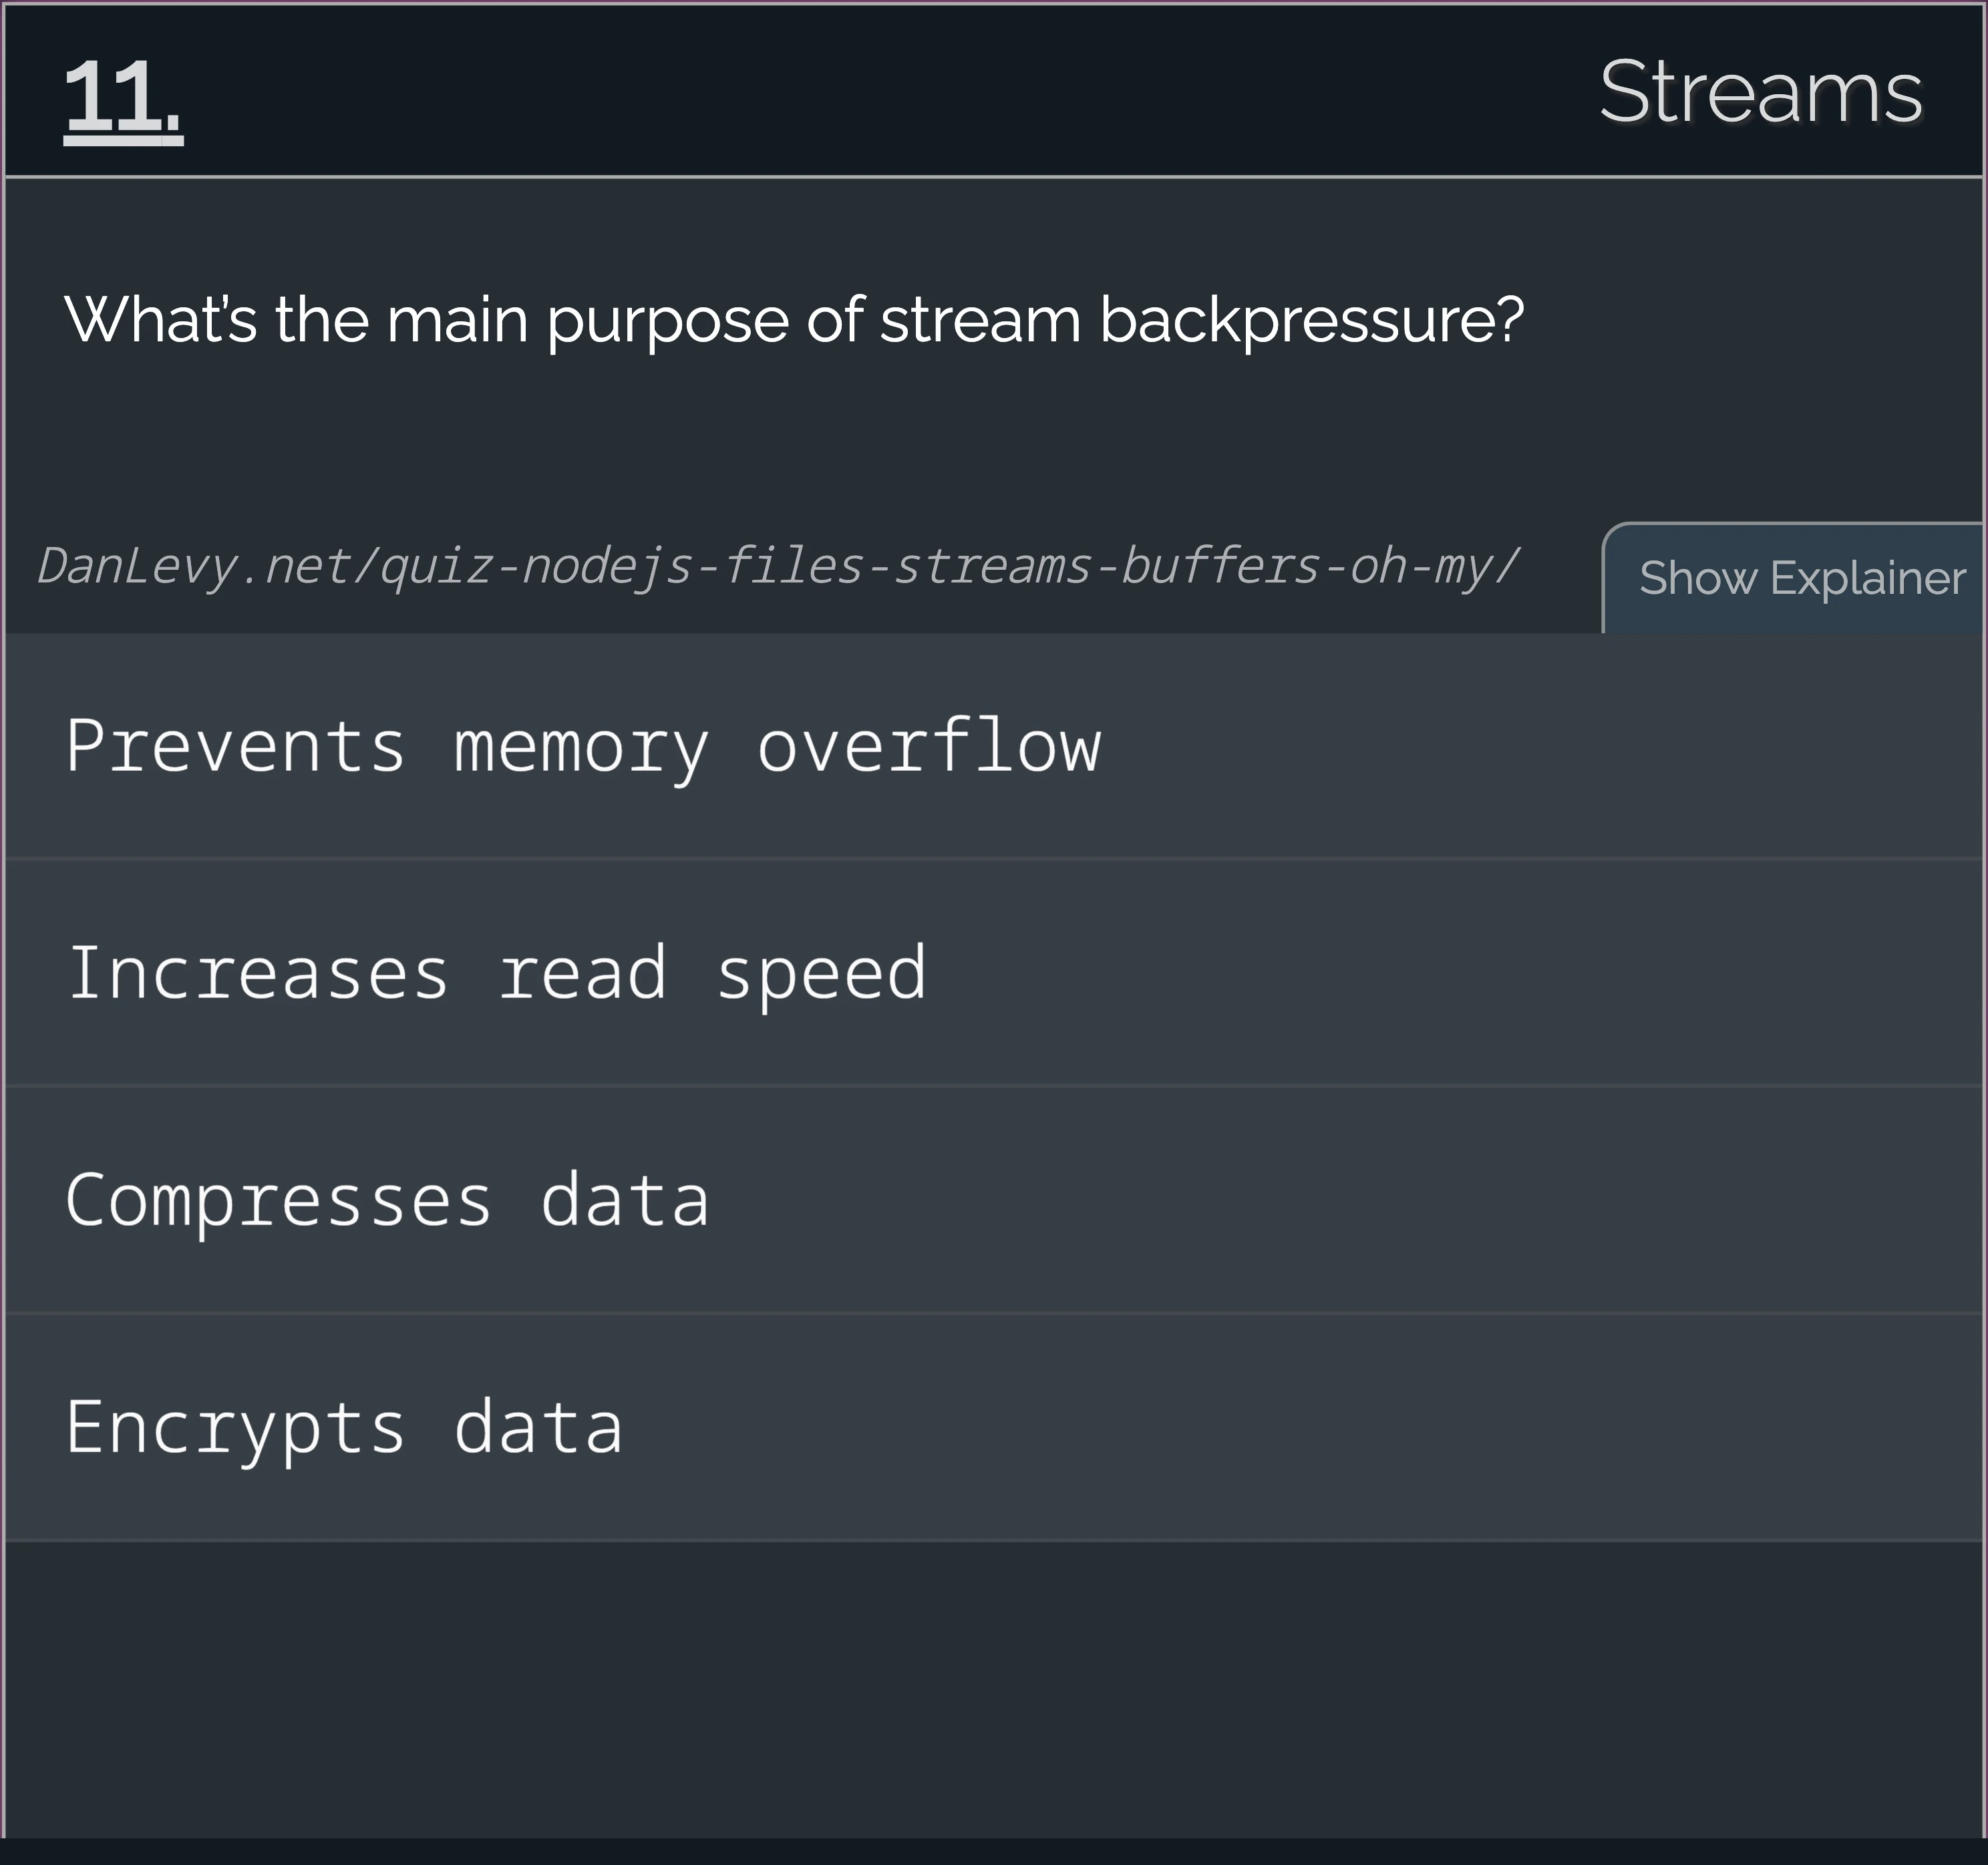 11.
Streams
What's the main purpose of stream backpressure?
DanLevy.net/quiz-nodejs-files-streams-buffers-oh-my/
Show Explainer
Prevents memory overflow
Increases read speed
Compresses data
Encrypts data